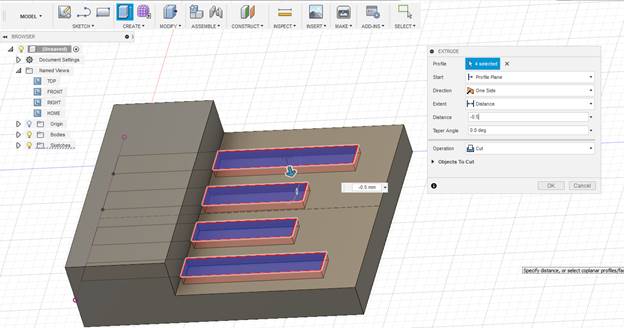 MODEL
SKETCH
CREATE
MODIFY
ASSEMBLE
CONSTRUCT
INSPECT
INSERT
MAKE
ADD-INS
SELECT
BROWSER
(Unsaved)
Document Settings
Named Views
TOP
FRONT
RIGHT
HOME
Origin
Bodies
Sketches
-0.5 mm
EXTRUDE
Profile 4 selected
Start Profile Plane
Direction One Side
Extent Distance
Distance -0.5
Taper Angle 0.0 deg
Operation Cut
Objects To Cut
OK Cancel
Specify distance, or select coplanar profiles/fac